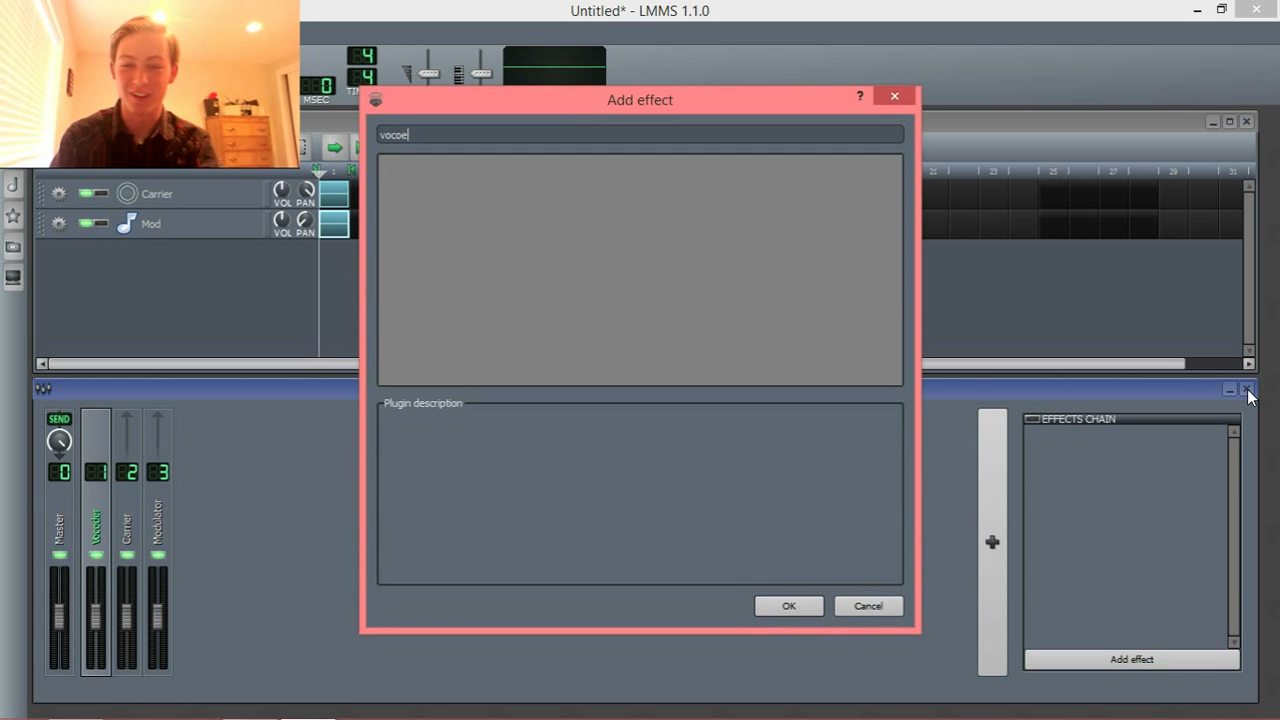 Untitled* - LMMS 1.1.0
4
4
0
MSEC
Add effect
?
vocoe
Carrier
VOL PAN
Mod
VOL PAN
1
21
23
25
27
29
31
Plugin description
OK
Cancel
SEND
0
1
2
3
Master
Vocoder
Carrier
Modulator
EFFECTS CHAIN
Add effect